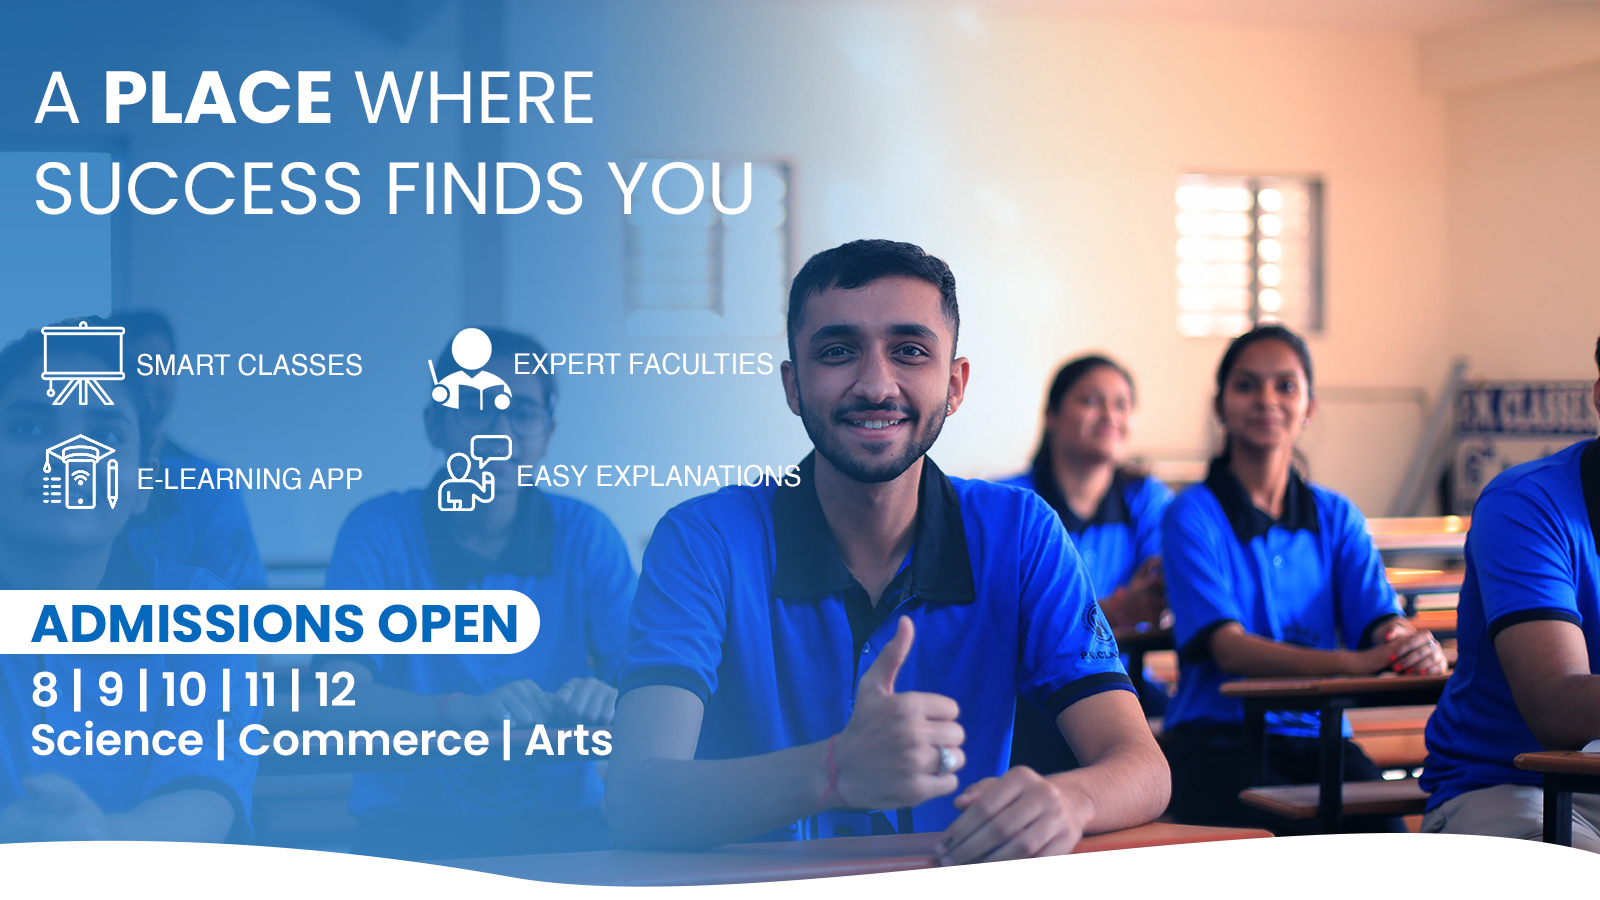 A PLACE WHERE
SUCCESS FINDS YOU
SMART CLASSES
EXPERT FACULTIES
E-LEARNING APP
EASY EXPLANATIONS
ADMISSIONS OPEN
8 | 9 | 10 | 11 | 12
Science | Commerce | Arts
CLASSES